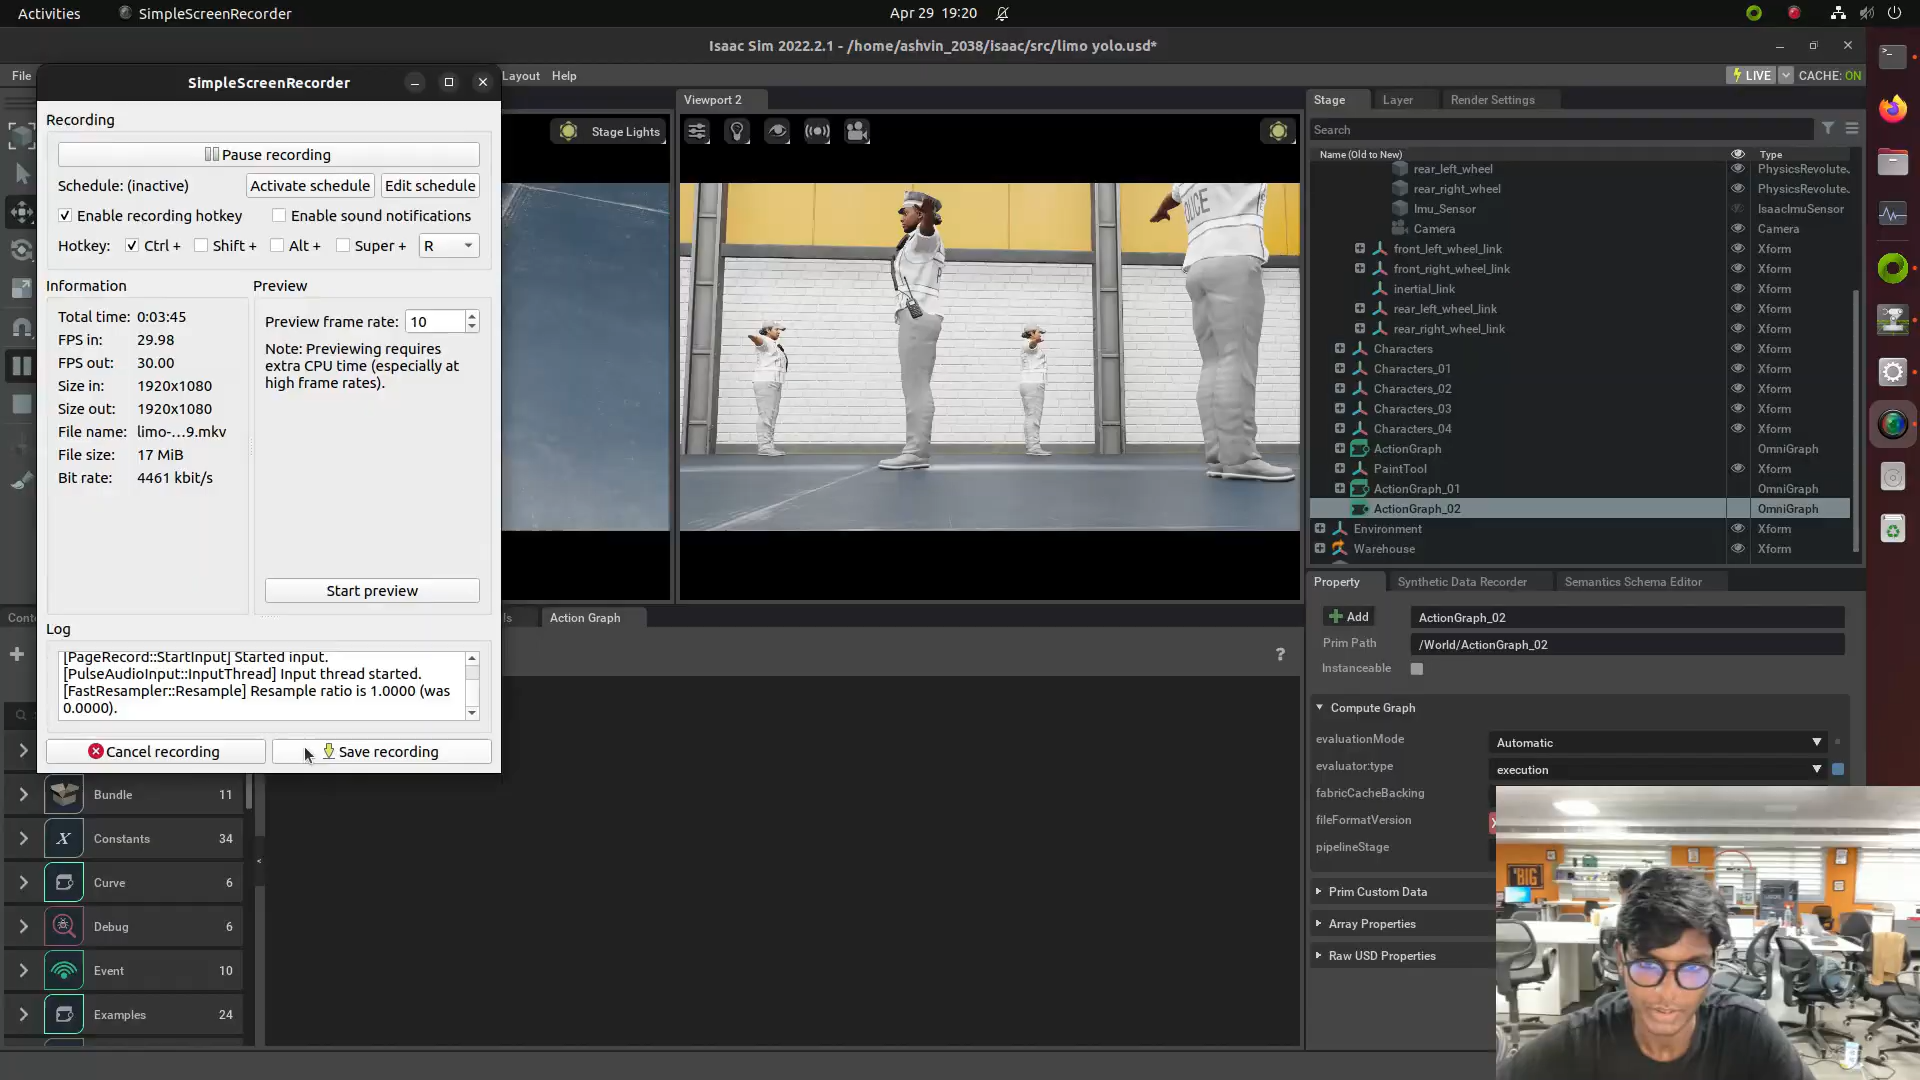 Activities
SimpleScreenRecorder
Apr 29 19:20
Isaac Sim 2022.2.1 - /home/ashvin_2038/isaac/src/limo yolo.usd*
File
Layout Help
LIVE
CACHE: ON
SimpleScreenRecorder
Recording
Pause recording
Schedule: (inactive)
Activate schedule
Edit schedule
Enable recording hotkey
Enable sound notifications
Hotkey: Ctrl + Shift + Alt + Super + R
Information
Total time: 0:03:45
FPS in: 29.98
FPS out: 30.00
Size in: 1920x1080
Size out: 1920x1080
File name: limo-...9.mkv
File size: 17 MiB
Bit rate: 4461 kbit/s
Preview
Preview frame rate: 10
Note: Previewing requires
extra CPU time (especially at
high frame rates).
Start preview
Log
[PageRecord::StartInput] Started input.
[PulseAudioInput::InputThread] Input thread started.
[FastResampler::Resample] Resample ratio is 1.0000 (was
0.0000).
Cancel recording
Save recording
Stage Lights
Viewport 2
POLICE
Stage
Layer
Render Settings
Search
Name (Old to New)
Type
rear_left_wheel PhysicsRevolute.
rear_right_wheel PhysicsRevolute.
Imu_Sensor IsaacImuSensor
Camera Camera
front_left_wheel_link Xform
front_right_wheel_link Xform
inertial_link Xform
rear_left_wheel_link Xform
rear_right_wheel_link Xform
Characters Xform
Characters_01 Xform
Characters_02 Xform
Characters_03 Xform
Characters_04 Xform
ActionGraph OmniGraph
PaintTool Xform
ActionGraph_01 OmniGraph
ActionGraph_02 OmniGraph
Environment Xform
Warehouse Xform
Conte
ls
Action Graph
?
Bundle 11
Constants 34
Curve 6
Debug 6
Event 10
Examples 24
Property
Synthetic Data Recorder
Semantics Schema Editor
Add
ActionGraph_02
Prim Path
/World/ActionGraph_02
Instanceable
Compute Graph
evaluationMode
Automatic
evaluator:type
execution
fabricCacheBacking
fileFormatVersion
X
pipelineStage
Prim Custom Data
Array Properties
Raw USD Properties
BIG